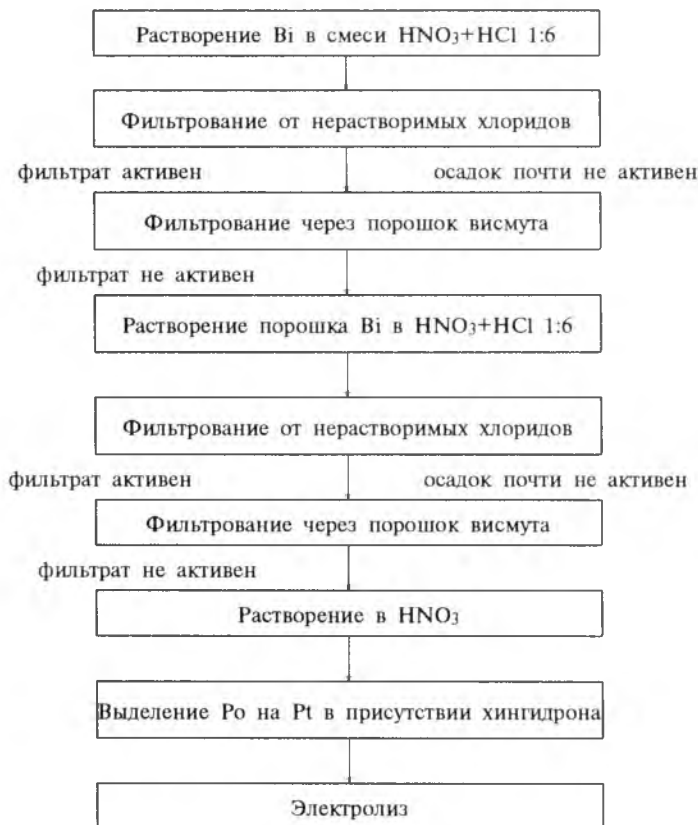 Растворение Bi в смеси HNO3+HCl 1:6
Фильтрование от нерастворимых хлоридов
фильтрат активен осадок почти не активен
Фильтрование через порошок висмута
фильтрат не активен
Растворение порошка Bi в HNO3+HCl 1:6
Фильтрование от нерастворимых хлоридов
фильтрат активен осадок почти не активен
Фильтрование через порошок висмута
фильтрат не активен
Растворение в HNO3
Выделение Po на Pt в присутствии хингидрона
Электролиз